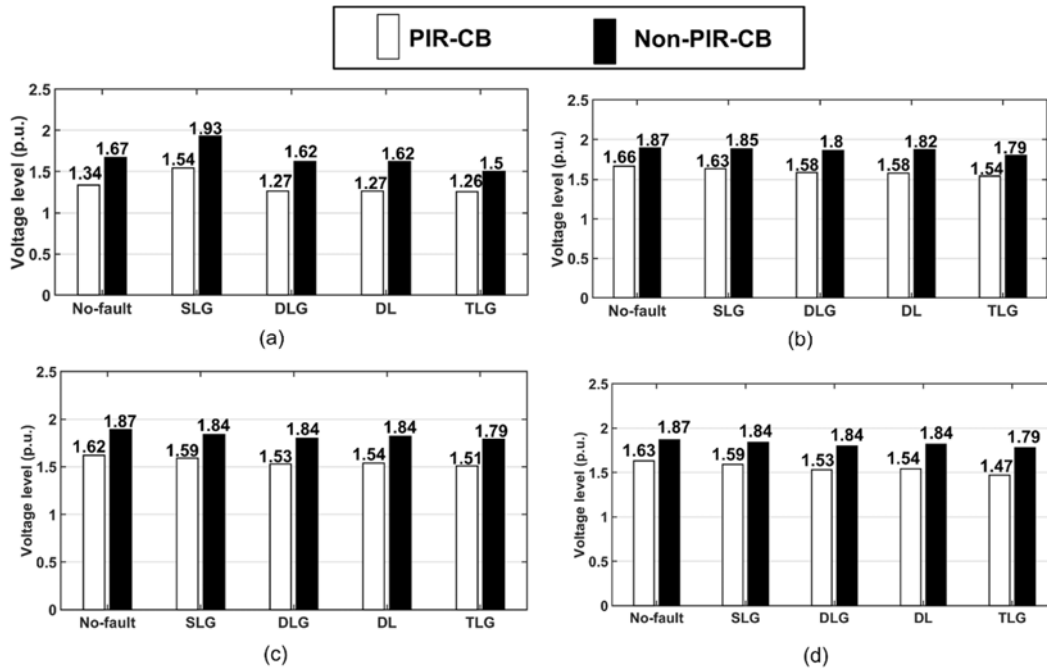 PIR-CB Non-PIR-CB
Voltage level (p.u.)
2.5
2
1.5
1
0.5
0
1.34 1.67 1.54 1.93 1.27 1.62 1.27 1.62 1.26 1.5
No-fault SLG DLG DL TLG
(a)
Voltage level (p.u.)
2.5
2
1.5
1
0.5
0
1.66 1.87 1.63 1.85 1.58 1.8 1.58 1.82 1.54 1.79
No-fault SLG DLG DL TLG
(b)
Voltage level (p.u.)
2.5
2
1.5
1
0.5
0
1.62 1.87 1.59 1.84 1.53 1.84 1.54 1.84 1.51 1.79
No-fault SLG DLG DL TLG
(c)
Voltage level (p.u.)
2.5
2
1.5
1
0.5
0
1.63 1.87 1.59 1.84 1.53 1.84 1.54 1.84 1.47 1.79
No-fault SLG DLG DL TLG
(d)